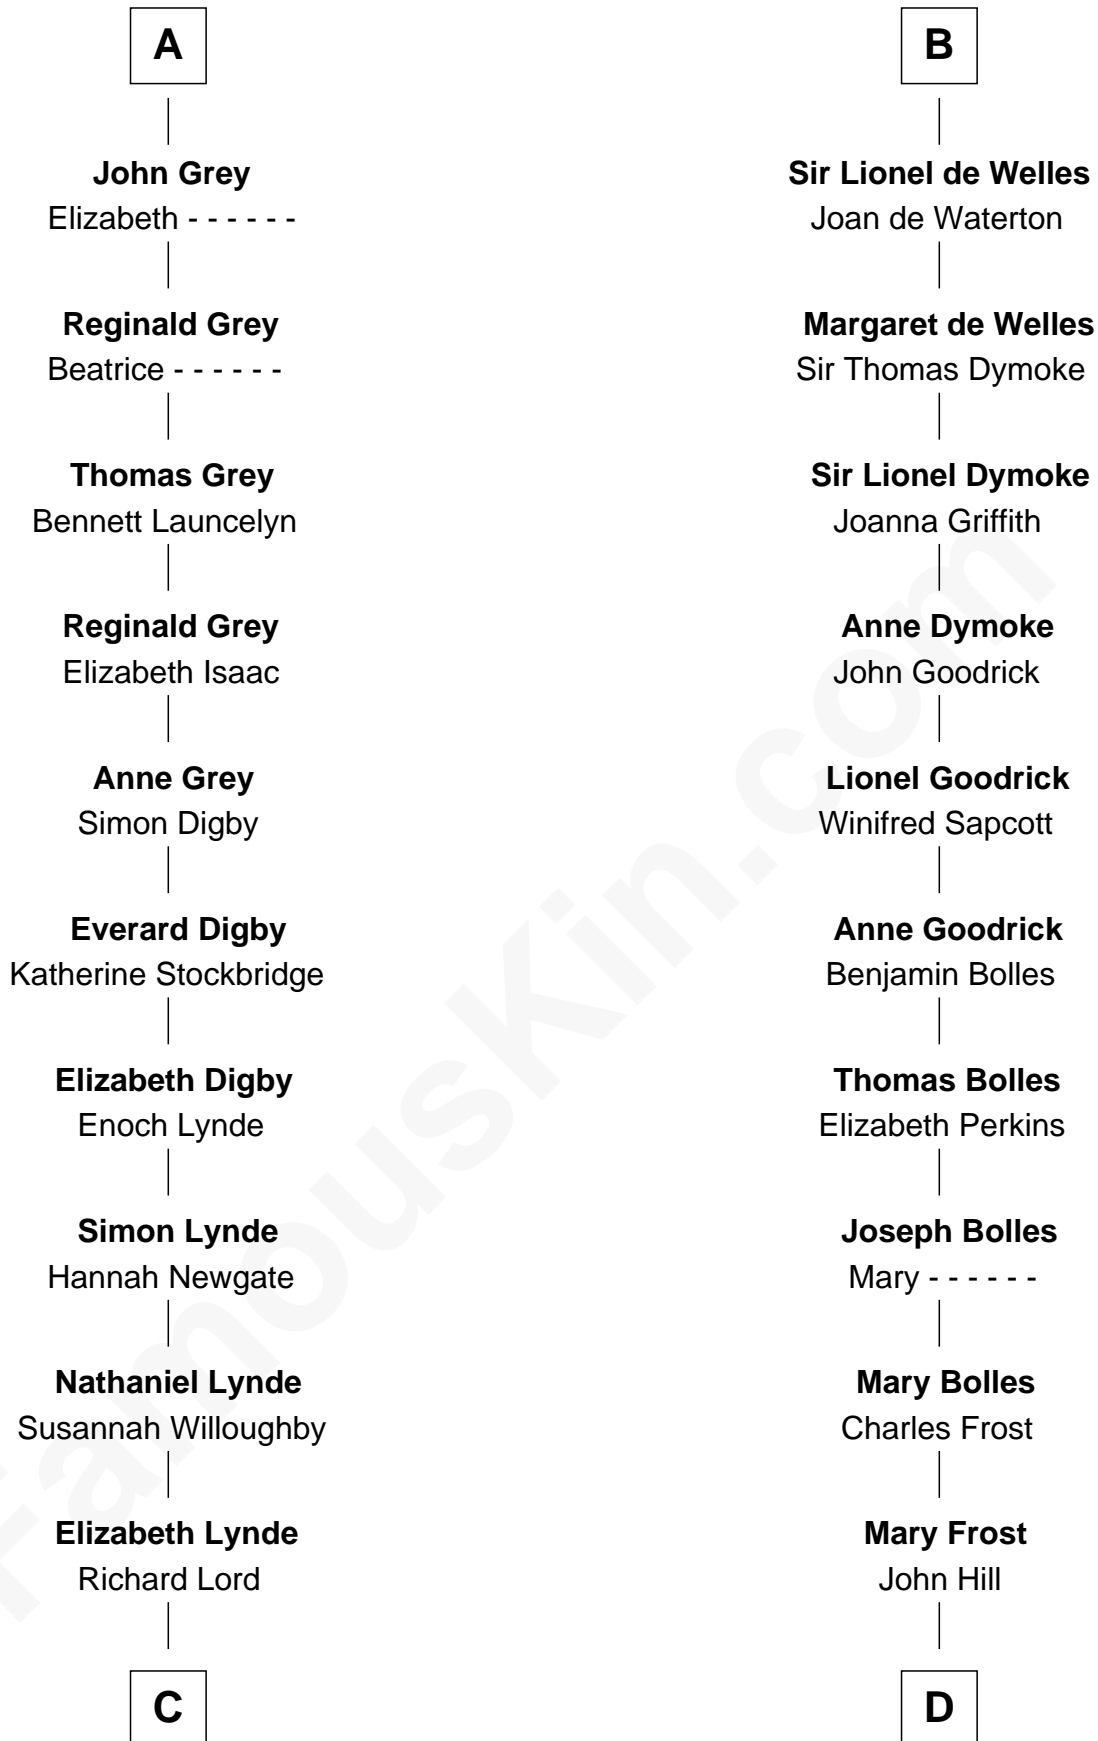 A
John Grey
Elizabeth - - - - - -
Reginald Grey
Beatrice - - - - - -
Thomas Grey
Bennett Launcelyn
Reginald Grey
Elizabeth Isaac
Anne Grey
Simon Digby
Everard Digby
Katherine Stockbridge
Elizabeth Digby
Enoch Lynde
Simon Lynde
Hannah Newgate
Nathaniel Lynde
Susannah Willoughby
Elizabeth Lynde
Richard Lord
C
B
Sir Lionel de Welles
Joan de Waterton
Margaret de Welles
Sir Thomas Dymoke
Sir Lionel Dymoke
Joanna Griffith
Anne Dymoke
John Goodrick
Lionel Goodrick
Winifred Sapcott
Anne Goodrick
Benjamin Bolles
Thomas Bolles
Elizabeth Perkins
Joseph Bolles
Mary - - - - - -
Mary Bolles
Charles Frost
Mary Frost
John Hill
D
FamousKin.com